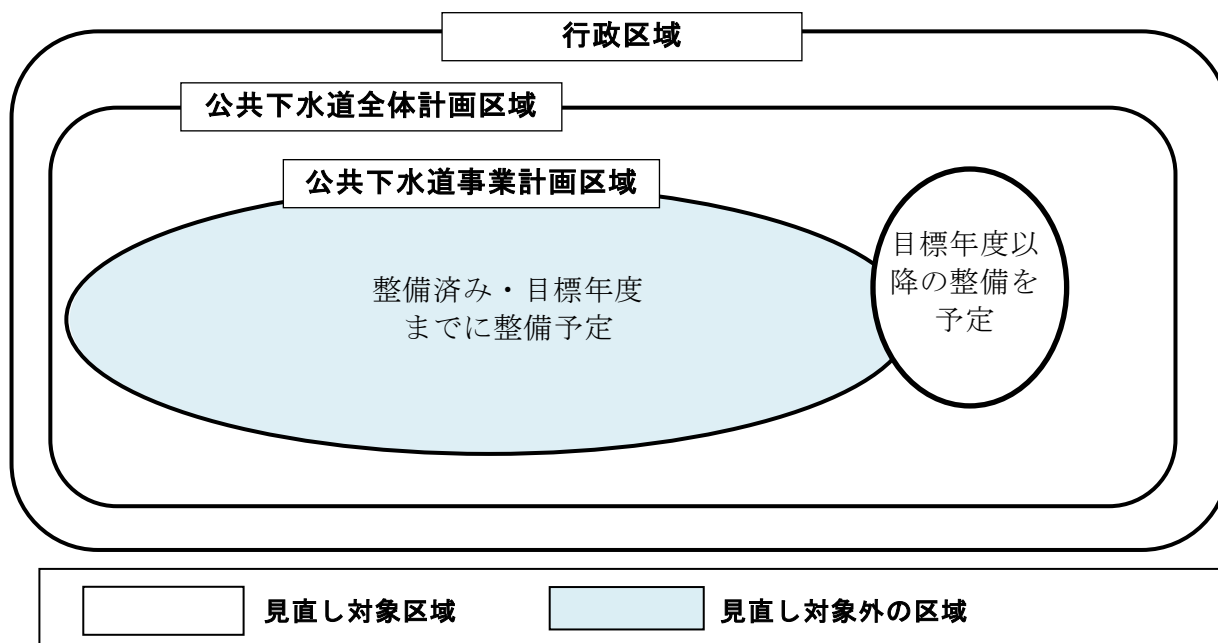 行政区域
公共下水道全体計画区域
公共下水道事業計画区域
整備済み・目標年度
までに整備予定
目標年度以
降の整備を
予定
見直し対象区域
見直し対象外の区域